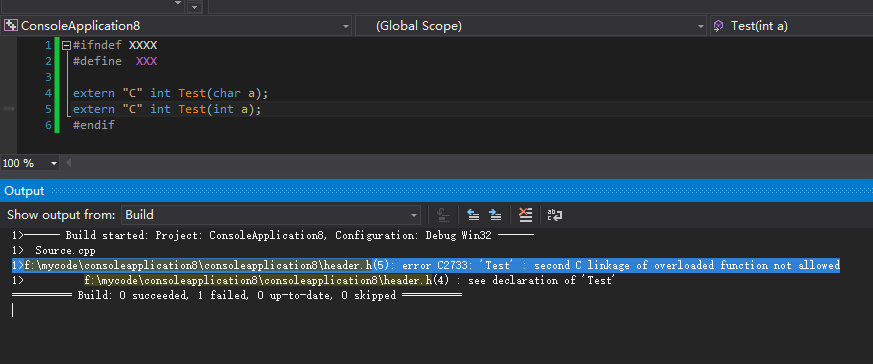 ConsoleApplication8 (Global Scope) Test(int a)
1 #ifndef XXXX
2 #define  XXX
3
4 extern "C" int Test(char a);
5 extern "C" int Test(int a);
6 #endif
100 %
Output
Show output from: Build
1>------ Build started: Project: ConsoleApplication8, Configuration: Debug Win32 ------
1>  Source.cpp
1>f:\mycode\consoleapplication8\consoleapplication8\header.h(5): error C2733: 'Test' : second C linkage of overloaded function not allowed
1>          f:\mycode\consoleapplication8\consoleapplication8\header.h(4) : see declaration of 'Test'
========== Build: 0 succeeded, 1 failed, 0 up-to-date, 0 skipped ==========